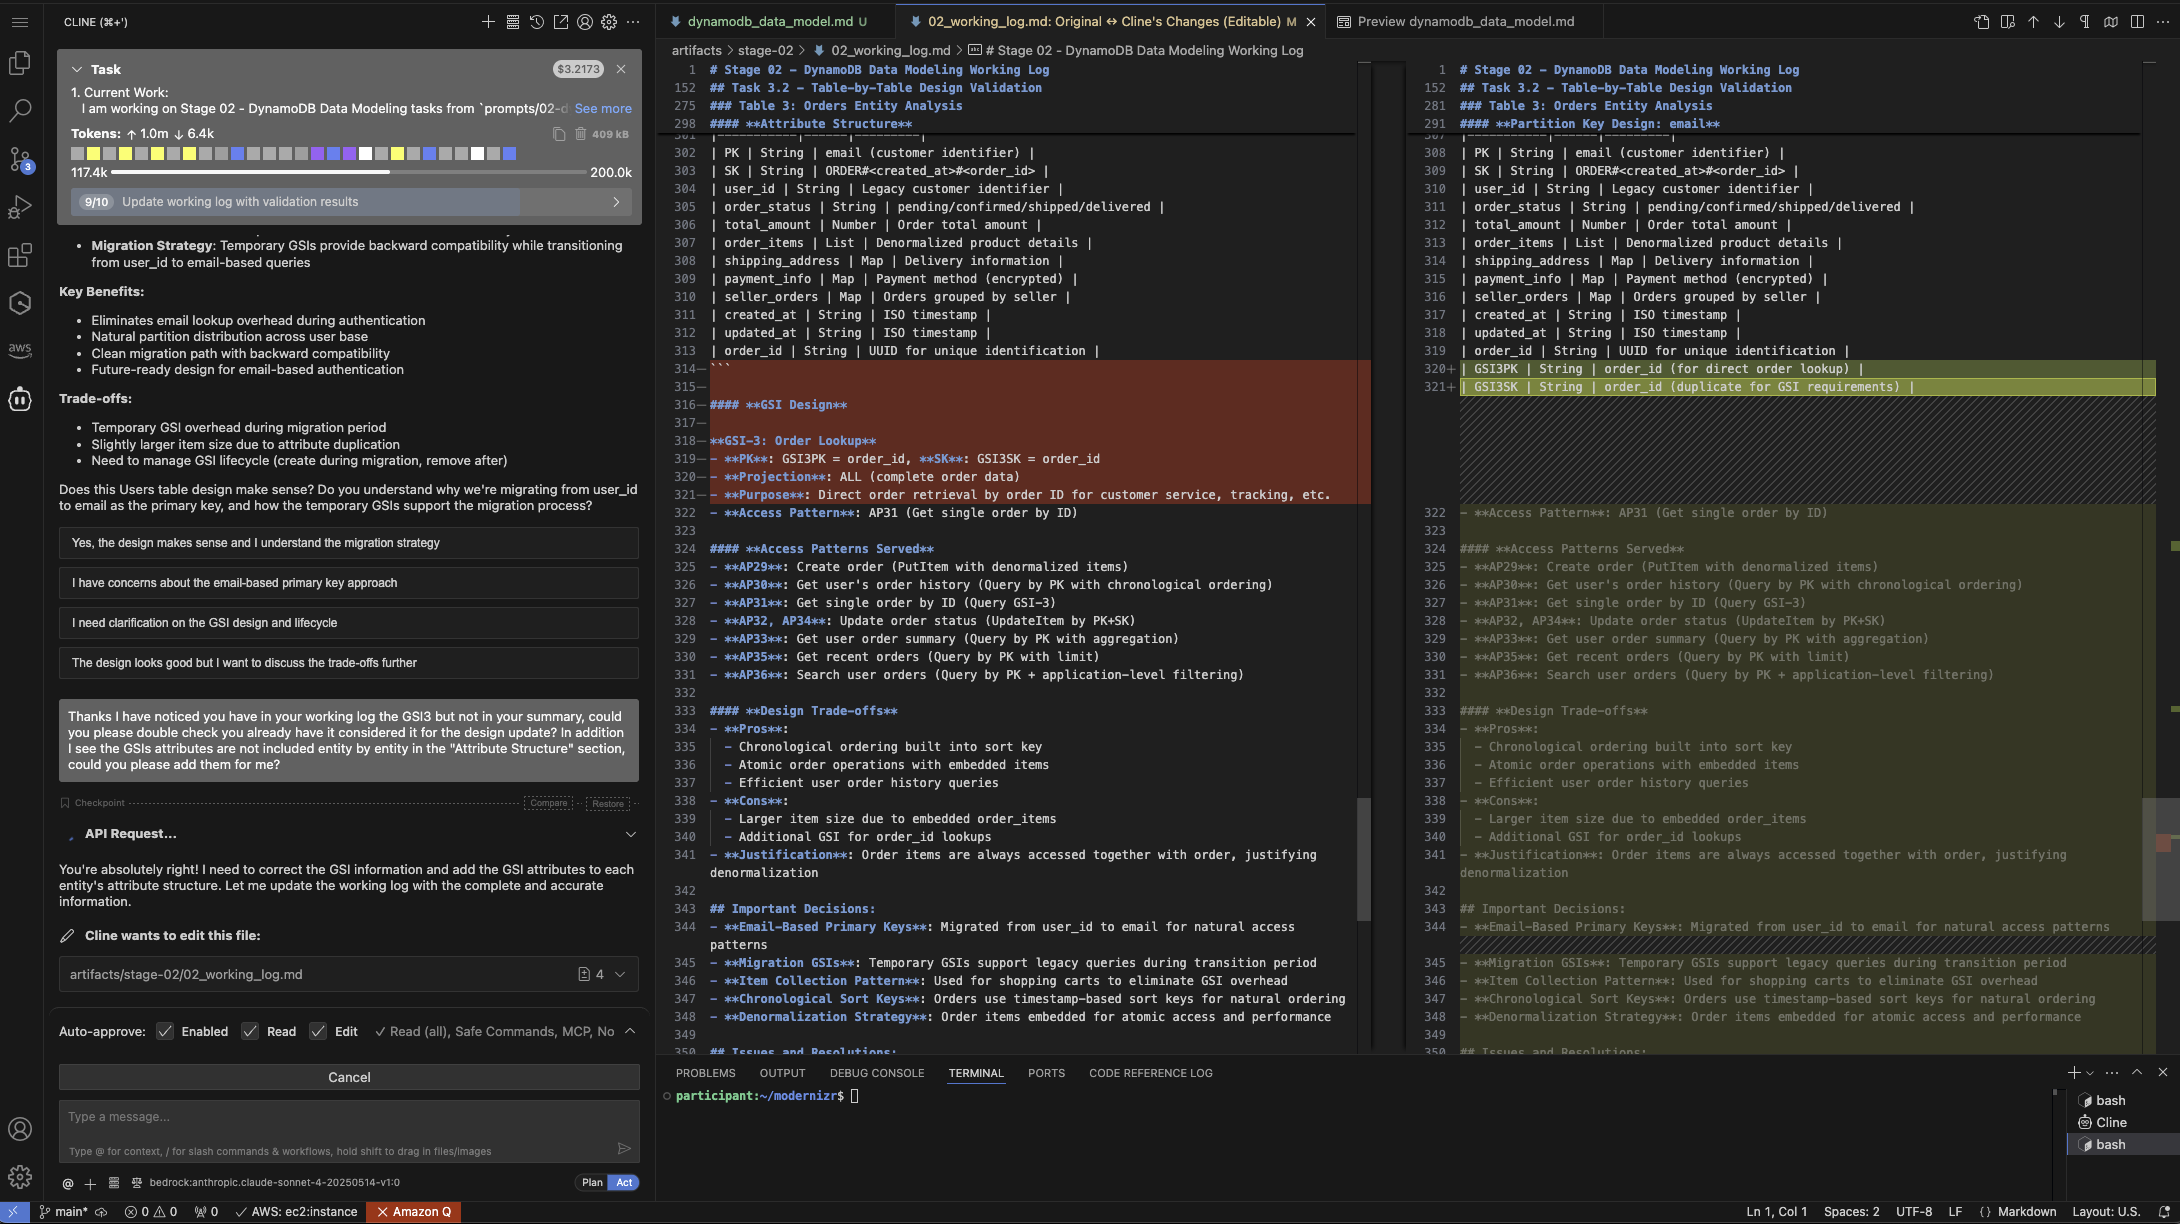 CLINE (⌘+')
Task
$3.2173
1. Current Work:
I am working on Stage 02 - DynamoDB Data Modeling tasks from `prompts/02-d See more
Tokens: ↑ 1.0m ↓ 6.4k
409 kB
117.4k
200.0k
9/10 Update working log with validation results
• Migration Strategy: Temporary GSIs provide backward compatibility while transitioning
from user_id to email-based queries
Key Benefits:
• Eliminates email lookup overhead during authentication
• Natural partition distribution across user base
• Clean migration path with backward compatibility
• Future-ready design for email-based authentication
Trade-offs:
• Temporary GSI overhead during migration period
• Slightly larger item size due to attribute duplication
• Need to manage GSI lifecycle (create during migration, remove after)
Does this Users table design make sense? Do you understand why we're migrating from user_id
to email as the primary key, and how the temporary GSIs support the migration process?
Yes, the design makes sense and I understand the migration strategy
I have concerns about the email-based primary key approach
I need clarification on the GSI design and lifecycle
The design looks good but I want to discuss the trade-offs further
Thanks I have noticed you have in your working log the GSI3 but not in your summary, could
you please double check you already have it considered it for the design update? In addition
I see the GSIs attributes are not included entity by entity in the "Attribute Structure" section,
could you please add them for me?
Checkpoint
Compare
Restore
API Request...
You're absolutely right! I need to correct the GSI information and add the GSI attributes to each
entity's attribute structure. Let me update the working log with the complete and accurate
information.
Cline wants to edit this file:
artifacts/stage-02/02_working_log.md
4
Auto-approve: Enabled Read Edit ✓ Read (all), Safe Commands, MCP, No
Cancel
Type a message...
Type @ for context, / for slash commands & workflows, hold shift to drag in files/images
@ + bedrock:anthropic.claude-sonnet-4-20250514-v1:0
Plan Act
3
aws
dynamodb_data_model.md U
02_working_log.md: Original ↔ Cline's Changes (Editable) M
Preview dynamodb_data_model.md
artifacts > stage-02 > 02_working_log.md > # Stage 02 - DynamoDB Data Modeling Working Log
1 # Stage 02 - DynamoDB Data Modeling Working Log
152 ## Task 3.2 - Table-by-Table Design Validation
275 ### Table 3: Orders Entity Analysis
298 #### **Attribute Structure**
302 | PK | String | email (customer identifier) |
303 | SK | String | ORDER#<created_at>#<order_id> |
304 | user_id | String | Legacy customer identifier |
305 | order_status | String | pending/confirmed/shipped/delivered |
306 | total_amount | Number | Order total amount |
307 | order_items | List | Denormalized product details |
308 | shipping_address | Map | Delivery information |
309 | payment_info | Map | Payment method (encrypted) |
310 | seller_orders | Map | Orders grouped by seller |
311 | created_at | String | ISO timestamp |
312 | updated_at | String | ISO timestamp |
313 | order_id | String | UUID for unique identification |
314– ```
315–
316– #### **GSI Design**
317–
318– **GSI-3: Order Lookup**
319– - **PK**: GSI3PK = order_id, **SK**: GSI3SK = order_id
320– - **Projection**: ALL (complete order data)
321– - **Purpose**: Direct order retrieval by order ID for customer service, tracking, etc.
322 - **Access Pattern**: AP31 (Get single order by ID)
323
324 #### **Access Patterns Served**
325 - **AP29**: Create order (PutItem with denormalized items)
326 - **AP30**: Get user's order history (Query by PK with chronological ordering)
327 - **AP31**: Get single order by ID (Query GSI-3)
328 - **AP32, AP34**: Update order status (UpdateItem by PK+SK)
329 - **AP33**: Get user order summary (Query by PK with aggregation)
330 - **AP35**: Get recent orders (Query by PK with limit)
331 - **AP36**: Search user orders (Query by PK + application-level filtering)
332
333 #### **Design Trade-offs**
334 - **Pros**:
335 - Chronological ordering built into sort key
336 - Atomic order operations with embedded items
337 - Efficient user order history queries
338 - **Cons**:
339 - Larger item size due to embedded order_items
340 - Additional GSI for order_id lookups
341 - **Justification**: Order items are always accessed together with order, justifying
denormalization
342
343 ## Important Decisions:
344 - **Email-Based Primary Keys**: Migrated from user_id to email for natural access
patterns
345 - **Migration GSIs**: Temporary GSIs support legacy queries during transition period
346 - **Item Collection Pattern**: Used for shopping carts to eliminate GSI overhead
347 - **Chronological Sort Keys**: Orders use timestamp-based sort keys for natural ordering
348 - **Denormalization Strategy**: Order items embedded for atomic access and performance
349
350 ## Issues and Resolutions:
1 # Stage 02 - DynamoDB Data Modeling Working Log
152 ## Task 3.2 - Table-by-Table Design Validation
281 ### Table 3: Orders Entity Analysis
291 #### **Partition Key Design: email**
308 | PK | String | email (customer identifier) |
309 | SK | String | ORDER#<created_at>#<order_id> |
310 | user_id | String | Legacy customer identifier |
311 | order_status | String | pending/confirmed/shipped/delivered |
312 | total_amount | Number | Order total amount |
313 | order_items | List | Denormalized product details |
314 | shipping_address | Map | Delivery information |
315 | payment_info | Map | Payment method (encrypted) |
316 | seller_orders | Map | Orders grouped by seller |
317 | created_at | String | ISO timestamp |
318 | updated_at | String | ISO timestamp |
319 | order_id | String | UUID for unique identification |
320+ | GSI3PK | String | order_id (for direct order lookup) |
321+ | GSI3SK | String | order_id (duplicate for GSI requirements) |
322 - **Access Pattern**: AP31 (Get single order by ID)
323
324 #### **Access Patterns Served**
325 - **AP29**: Create order (PutItem with denormalized items)
326 - **AP30**: Get user's order history (Query by PK with chronological ordering)
327 - **AP31**: Get single order by ID (Query GSI-3)
328 - **AP32, AP34**: Update order status (UpdateItem by PK+SK)
329 - **AP33**: Get user order summary (Query by PK with aggregation)
330 - **AP35**: Get recent orders (Query by PK with limit)
331 - **AP36**: Search user orders (Query by PK + application-level filtering)
332
333 #### **Design Trade-offs**
334 - **Pros**:
335 - Chronological ordering built into sort key
336 - Atomic order operations with embedded items
337 - Efficient user order history queries
338 - **Cons**:
339 - Larger item size due to embedded order_items
340 - Additional GSI for order_id lookups
341 - **Justification**: Order items are always accessed together with order, justifying
denormalization
342
343 ## Important Decisions:
344 - **Email-Based Primary Keys**: Migrated from user_id to email for natural access patterns
345 - **Migration GSIs**: Temporary GSIs support legacy queries during transition period
346 - **Item Collection Pattern**: Used for shopping carts to eliminate GSI overhead
347 - **Chronological Sort Keys**: Orders use timestamp-based sort keys for natural ordering
348 - **Denormalization Strategy**: Order items embedded for atomic access and performance
349
350 ## Issues and Resolutions:
PROBLEMS OUTPUT DEBUG CONSOLE TERMINAL PORTS CODE REFERENCE LOG
participant:~/modernizr$
bash
Cline
bash
main* 0 0 0 AWS: ec2:instance Amazon Q
Ln 1, Col 1 Spaces: 2 UTF-8 LF {} Markdown Layout: U.S.